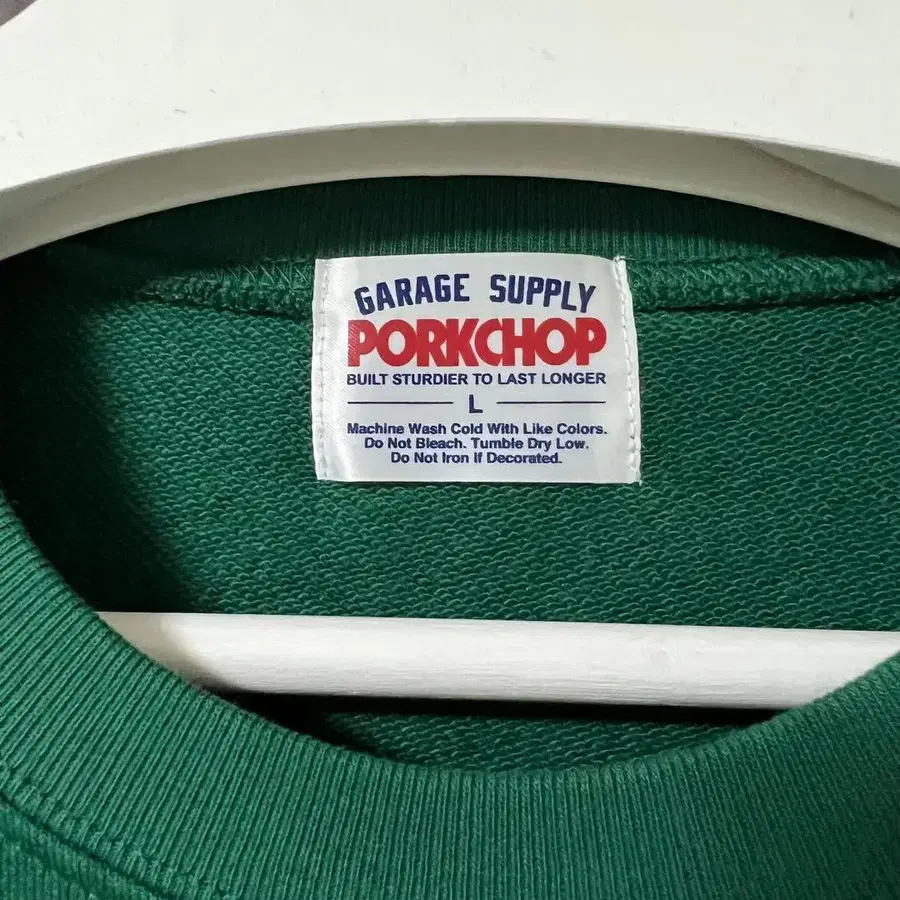 GARAGE SUPPLY
PORKCHOP
BUILT STURDIER TO LAST LONGER
L
Machine Wash Cold With Like Colors.
Do Not Bleach. Tumble Dry Low.
Do Not Iron If Decorated.